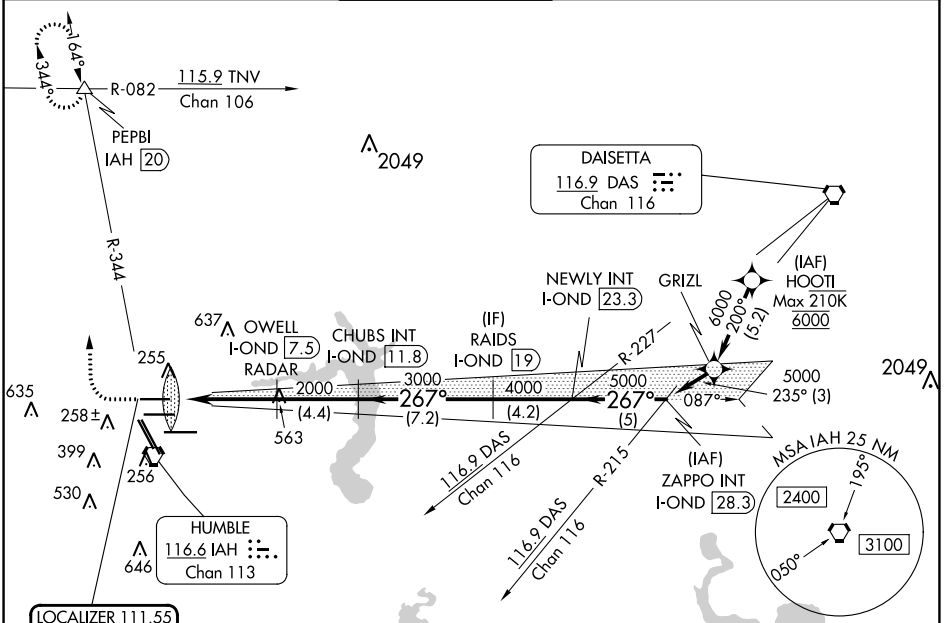 164°
344°
R-082
115.9 TNV
Chan 106
PEPBI
IAH 20
R-344
2049
DAISETTA
116.9 DAS
Chan 116
(IAF)
HOOTI
Max 210K
6000
6000
200°
(5.2)
GRIZL
NEWLY INT
I-OND 23.3
(IF)
RAIDS
I-OND 19
CHUBS INT
I-OND 11.8
637
OWELL
I-OND 7.5
RADAR
R-227
2049
5000
235° (3)
255
2000
3000
4000
5000
267°
267°
087°
(4.4)
(7.2)
(4.2)
(5)
563
635
258±
399
256
530
646
HUMBLE
116.6 IAH
Chan 113
116.9 DAS
Chan 116
R-215
116.9 DAS
Chan 116
(IAF)
ZAPPO INT
I-OND 28.3
MSA IAH 25 NM
195°
2400
050°
3100
LOCALIZER 111.55